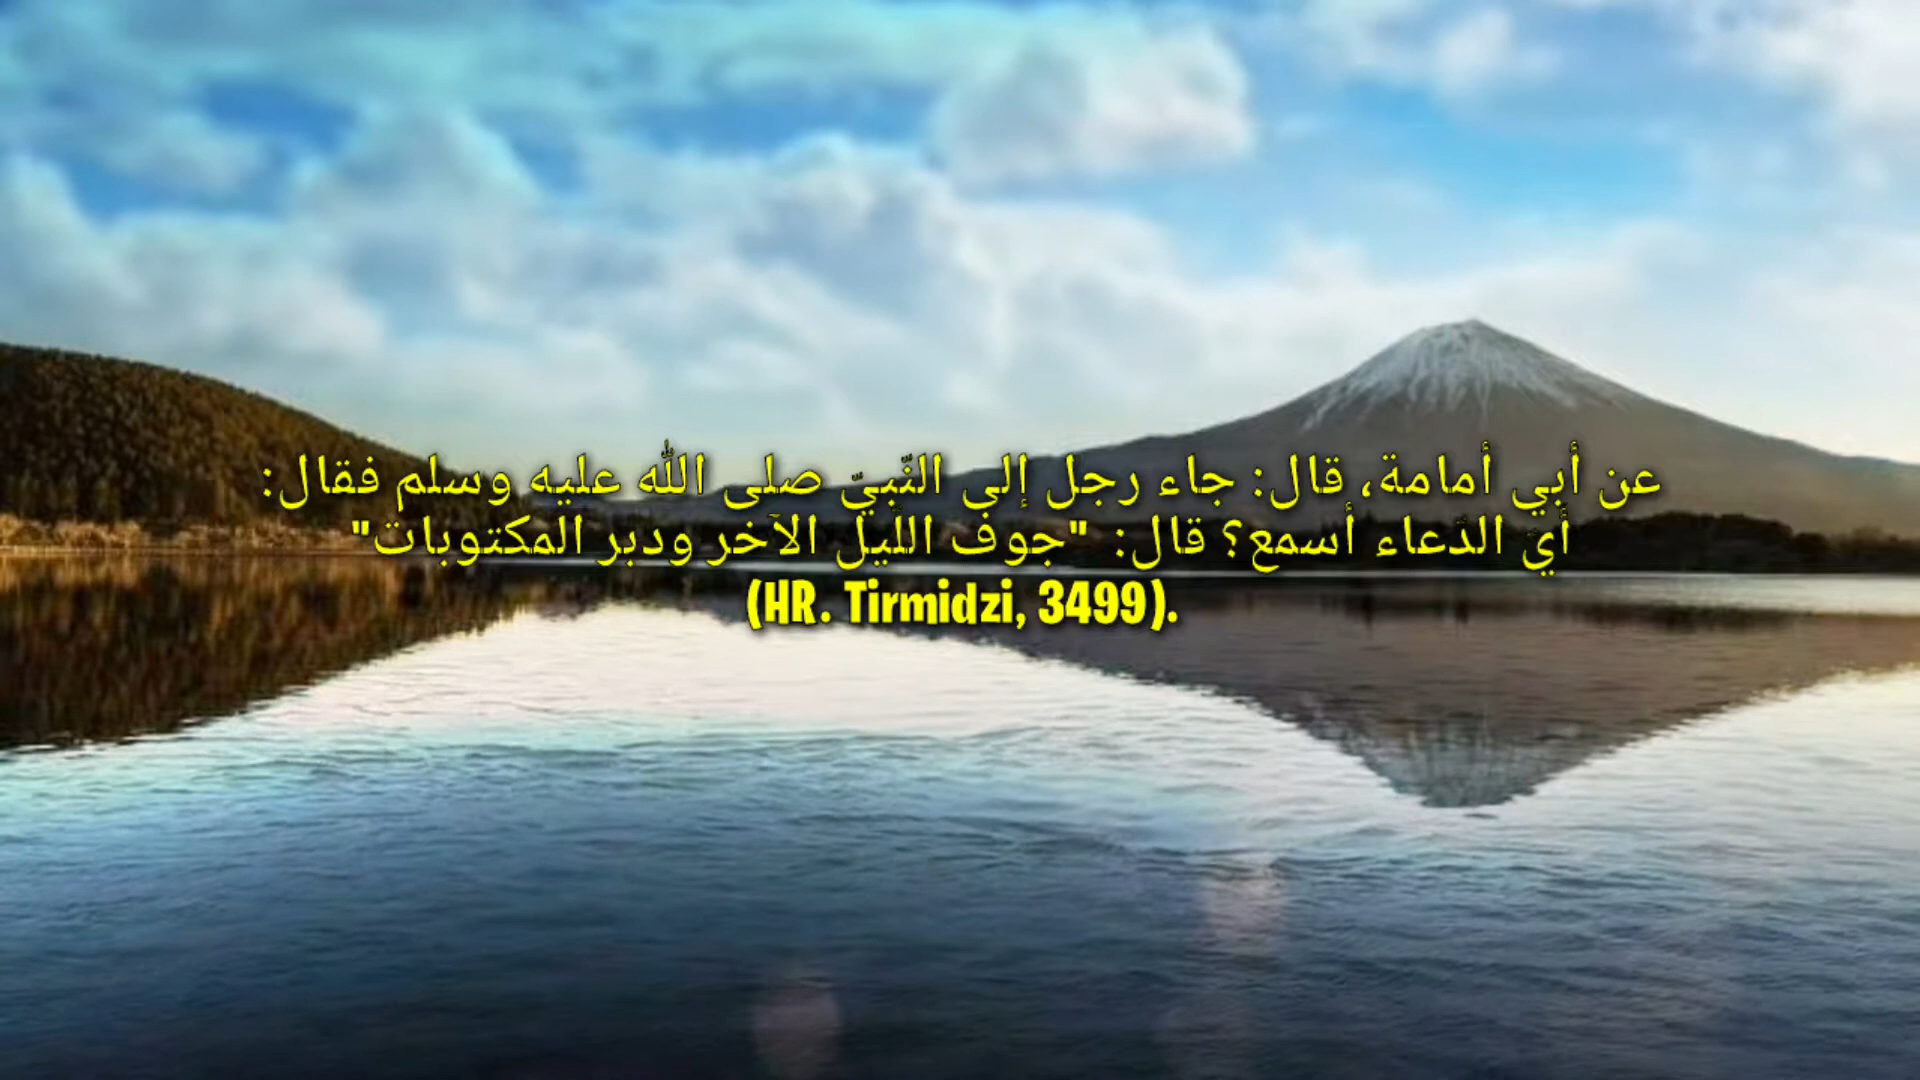 عن أبي أمامة، قال: جاء رجل إلى النّبيّ صلى الله عليه وسلم فقال:
أيّ الدّعاء أسمع؟ قال: "جوف اللّيل الآخر ودبر المكتوبات"
(HR. Tirmidzi, 3499).